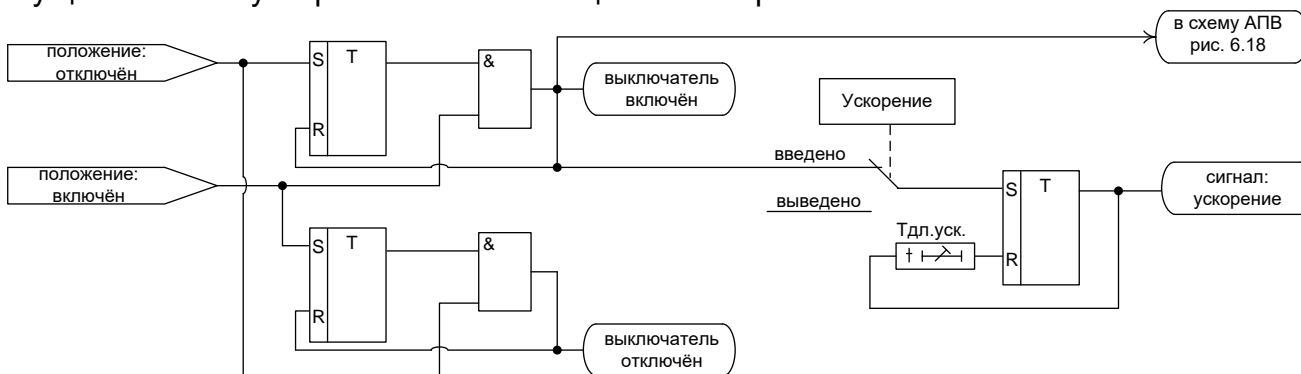 в схему АПВ
рис. 6.18
положение:
отключён
S T
R
&
выключатель
включён
Ускорение
положение:
включён
введено
выведено
S T
R
сигнал:
ускорение
Tдл.уск.
S T
R
&
выключатель
отключён